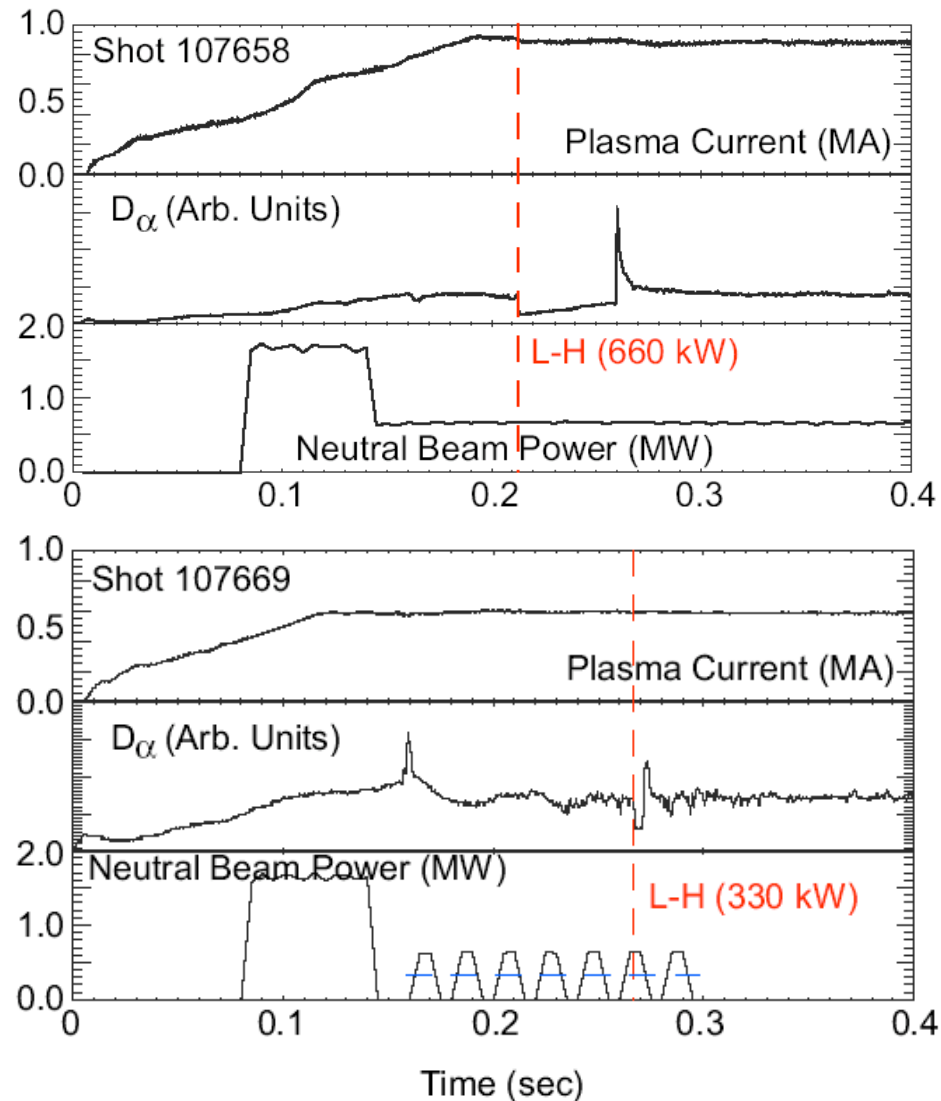 1.0
Shot 107658
0.5
Plasma Current (MA)
0.0
Dα (Arb. Units)
2.0
L-H (660 kW)
1.0
Neutral Beam Power (MW)
0.0
0 0.1 0.2 0.3 0.4
1.0
Shot 107669
0.5
Plasma Current (MA)
0.0
Dα (Arb. Units)
2.0
Neutral Beam Power (MW)
L-H (330 kW)
1.0
0.0
0 0.1 0.2 0.3 0.4
Time (sec)